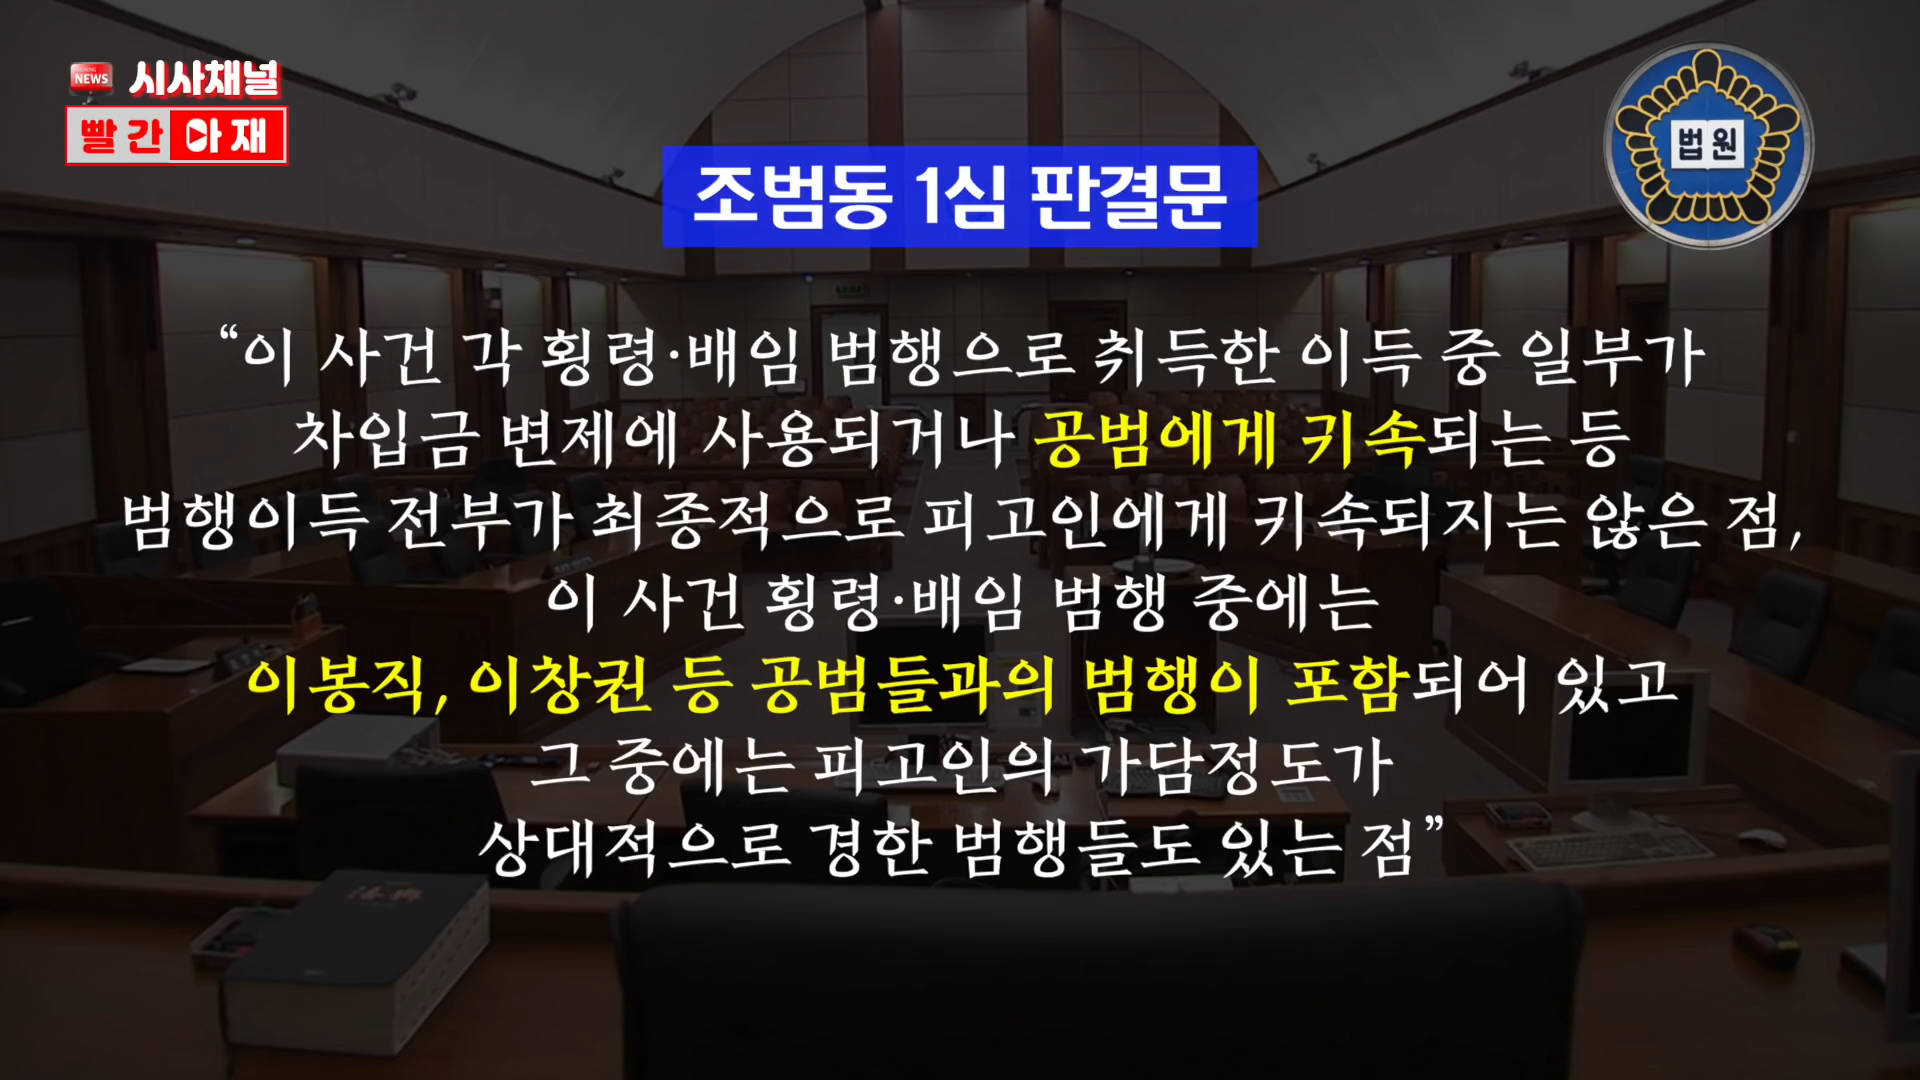 NEWS
시사채널
빨간 아재
법원
조범동 1심 판결문
“이 사건 각 횡령·배임 범행으로 취득한 이득 중 일부가
차입금 변제에 사용되거나 공범에게 귀속되는 등
범행이득 전부가 최종적으로 피고인에게 귀속되지는 않은 점,
이 사건 횡령·배임 범행 중에는
이봉직, 이창권 등 공범들과의 범행이 포함되어 있고
그 중에는 피고인의 가담정도가
상대적으로 경한 범행들도 있는 점”